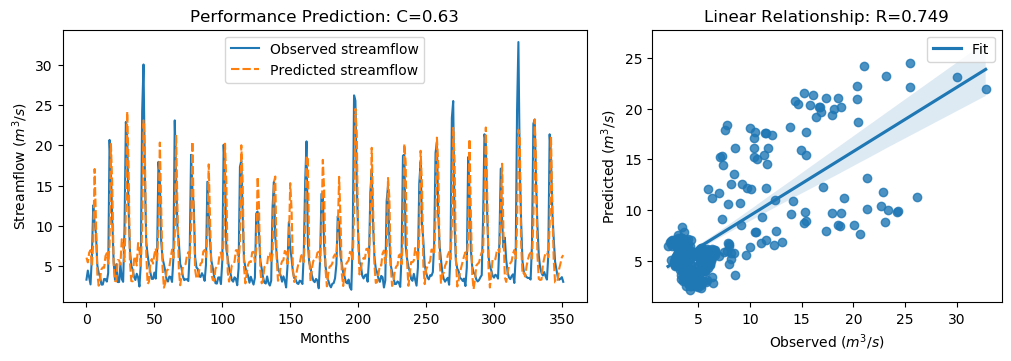 Performance Prediction: C=0.63
Observed streamflow
Predicted streamflow
Streamflow (m³/s)
30
25
20
15
10
5
0
50
100
150
200
250
300
350
Months
Linear Relationship: R=0.749
Fit
Predicted (m³/s)
25
20
15
10
5
5
10
15
20
25
30
Observed (m³/s)